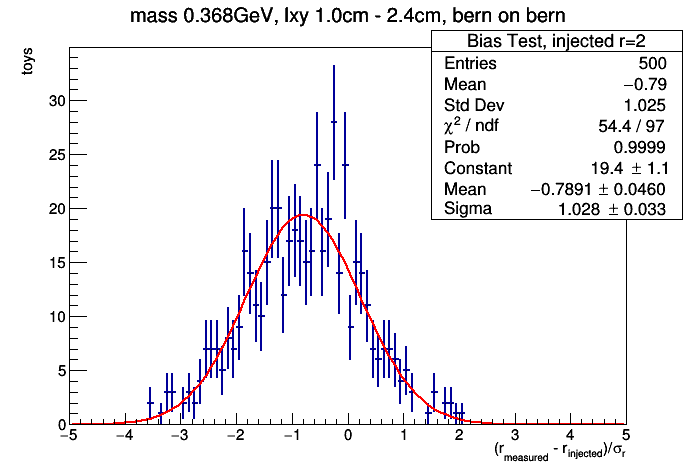 mass 0.368GeV, lxy 1.0cm - 2.4cm, bern on bern
Bias Test, injected r=2
Entries 500
Mean −0.79
Std Dev 1.025
χ² / ndf 54.4 / 97
Prob 0.9999
Constant 19.4 ± 1.1
Mean −0.7891 ± 0.0460
Sigma 1.028 ± 0.033
toys
30
25
20
15
10
5
0
−5 −4 −3 −2 −1 0 1 2 3 4 5
(r_measured - r_injected)/σ_r